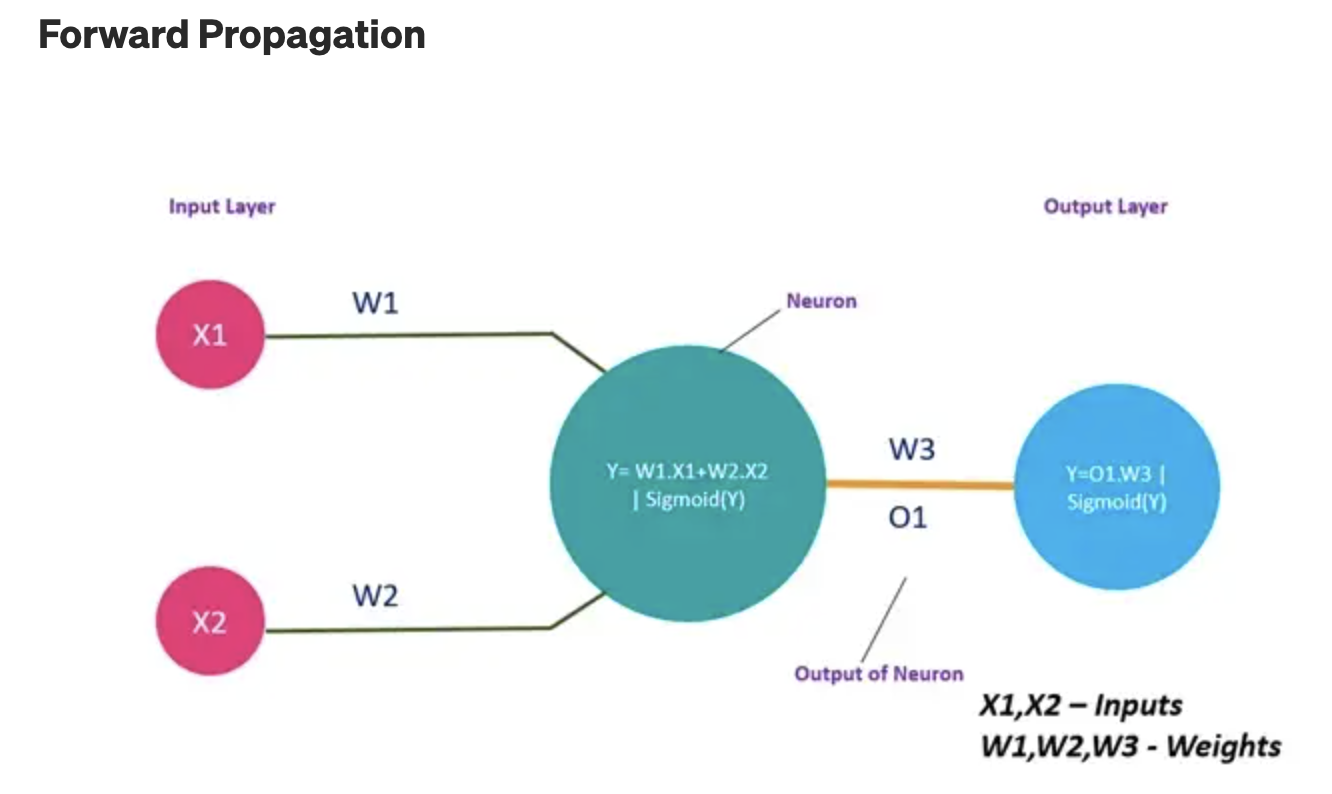 Forward Propagation
Input Layer
Output Layer
W1
Neuron
X1
W3
Y= W1.X1+W2.X2
| Sigmoid(Y)
Y=O1.W3 |
Sigmoid(Y)
O1
W2
X2
Output of Neuron
X1,X2 – Inputs
W1,W2,W3 - Weights